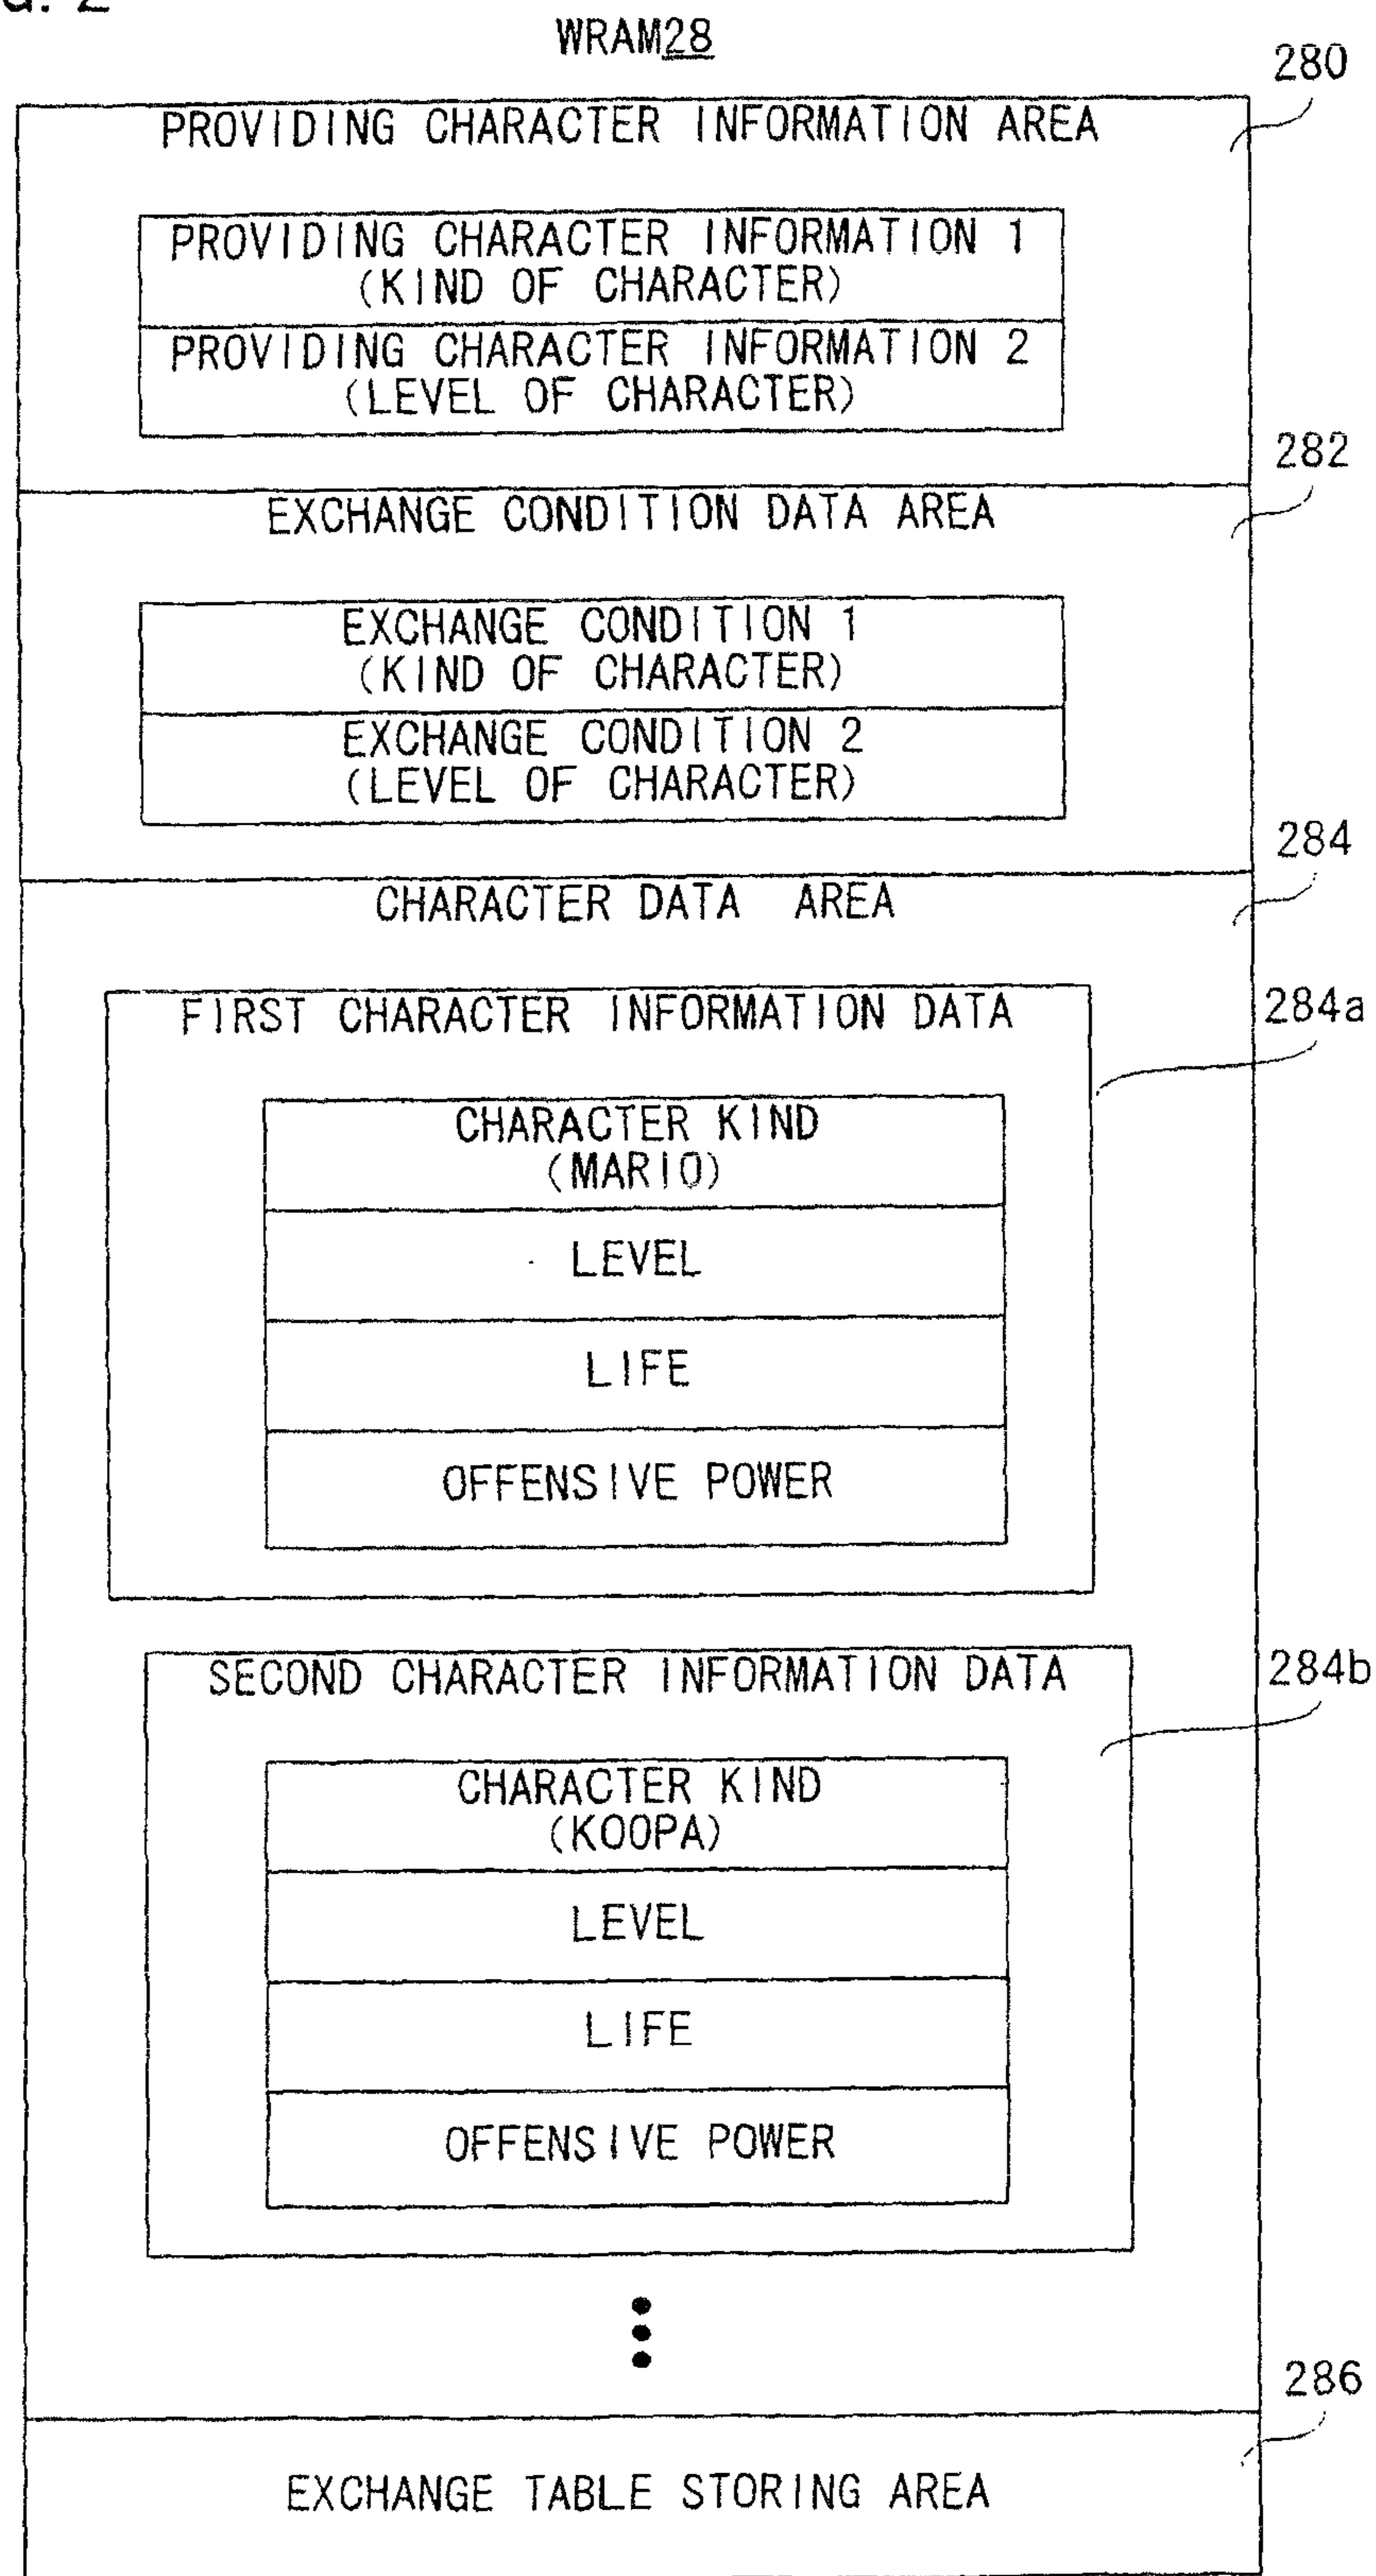 G. 2
WRAM28
280
PROVIDING CHARACTER INFORMATION AREA
PROVIDING CHARACTER INFORMATION 1
(KIND OF CHARACTER)
PROVIDING CHARACTER INFORMATION 2
(LEVEL OF CHARACTER)
282
EXCHANGE CONDITION DATA AREA
EXCHANGE CONDITION 1
(KIND OF CHARACTER)
EXCHANGE CONDITION 2
(LEVEL OF CHARACTER)
284
CHARACTER DATA AREA
284a
FIRST CHARACTER INFORMATION DATA
CHARACTER KIND
(MARIO)
LEVEL
LIFE
OFFENSIVE POWER
284b
SECOND CHARACTER INFORMATION DATA
CHARACTER KIND
(KOOPA)
LEVEL
LIFE
OFFENSIVE POWER
286
EXCHANGE TABLE STORING AREA